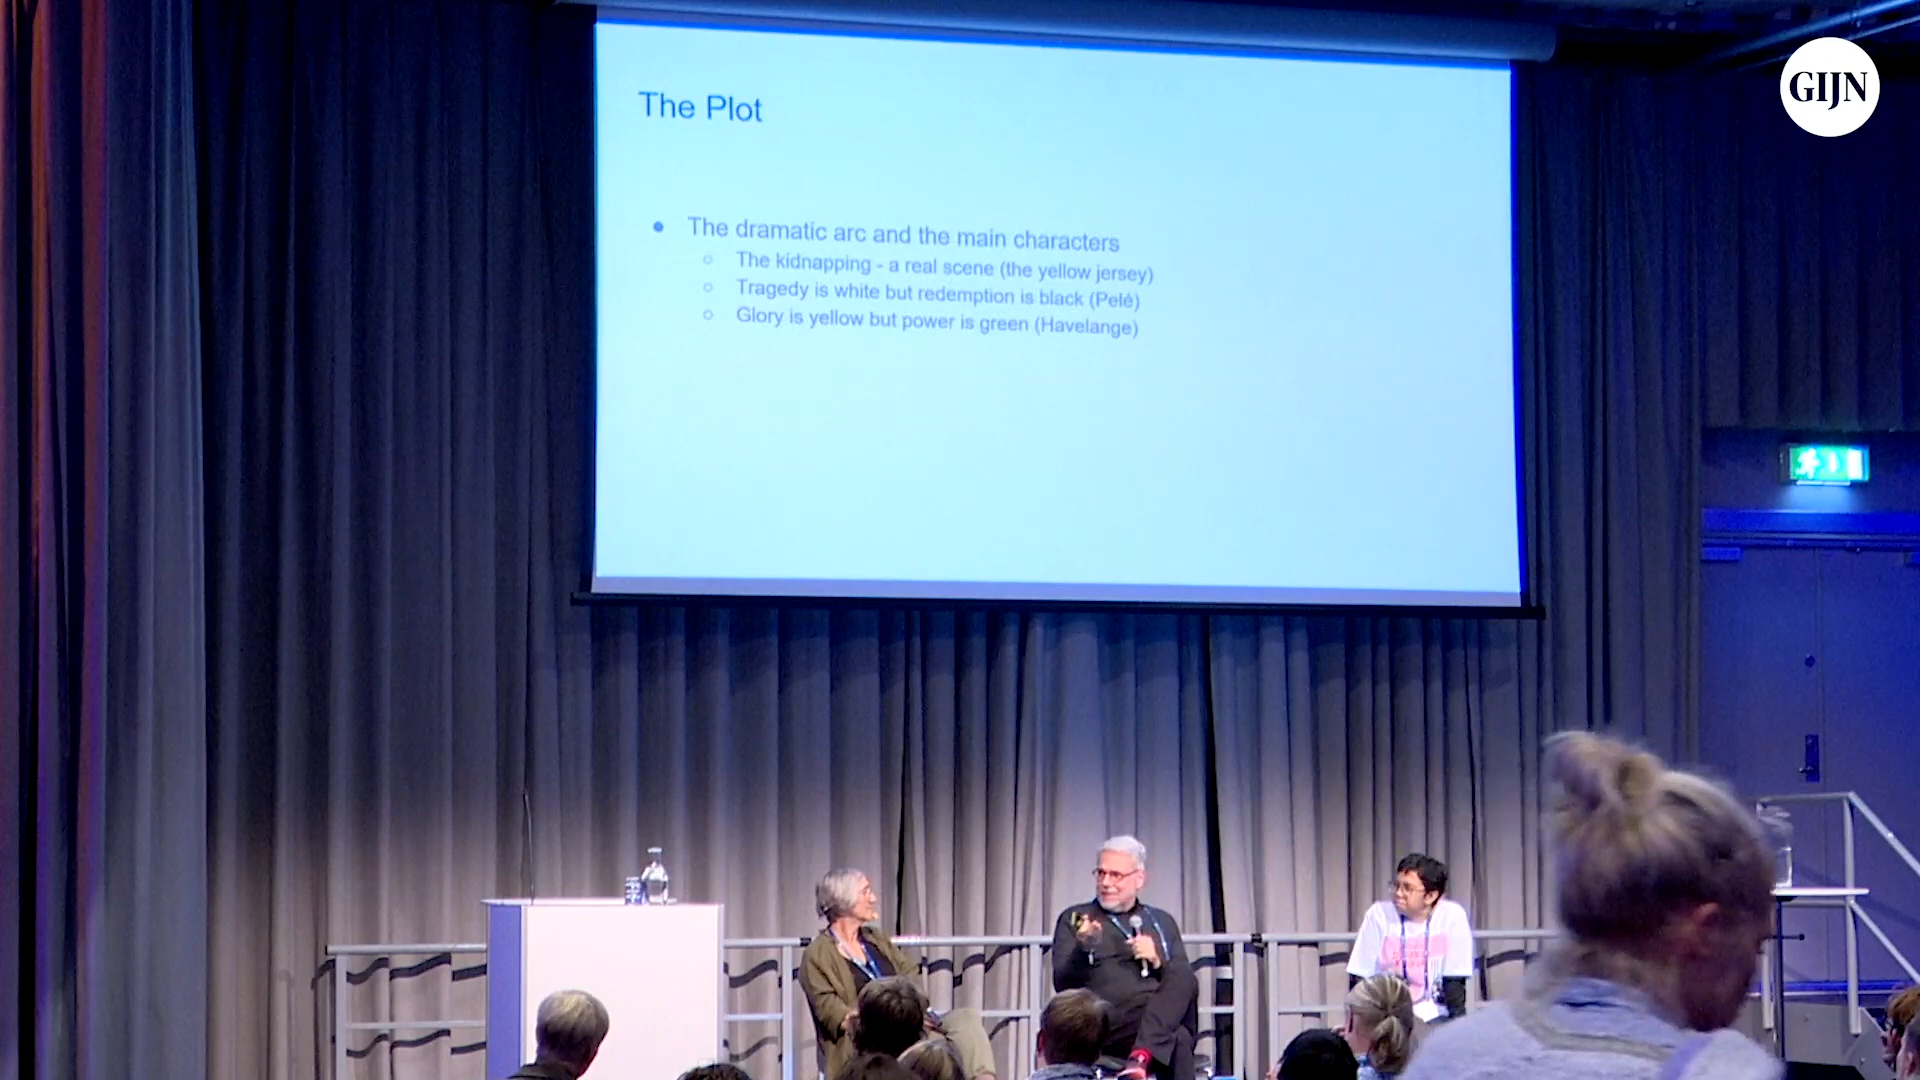 GIJN
The Plot
● The dramatic arc and the main characters
○ The kidnapping - a real scene (the yellow jersey)
○ Tragedy is white but redemption is black (Pelé)
○ Glory is yellow but power is green (Havelange)